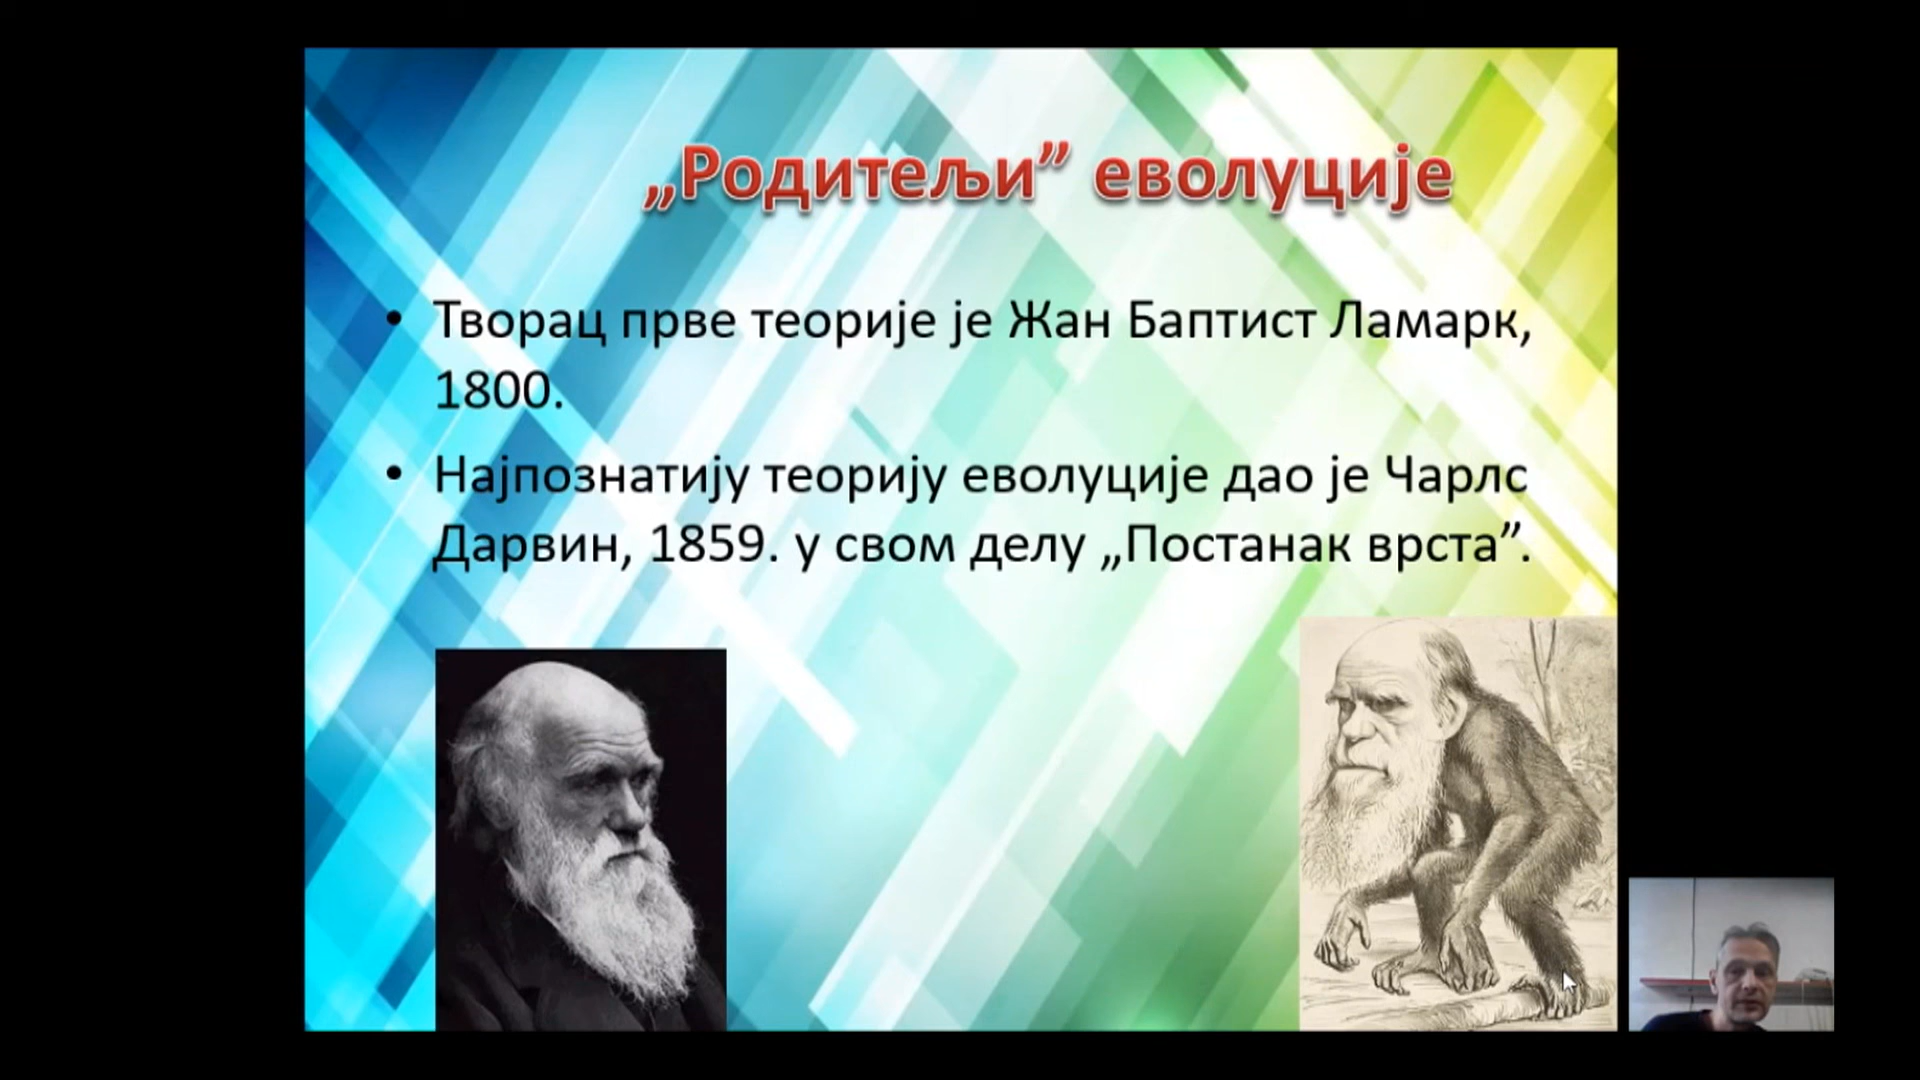 „Родитељи” еволуције
• Творац прве теорије је Жан Баптист Ламарк,
1800.
• Најпознатију теорију еволуције дао је Чарлс
Дарвин, 1859. у свом делу „Постанак врста”.